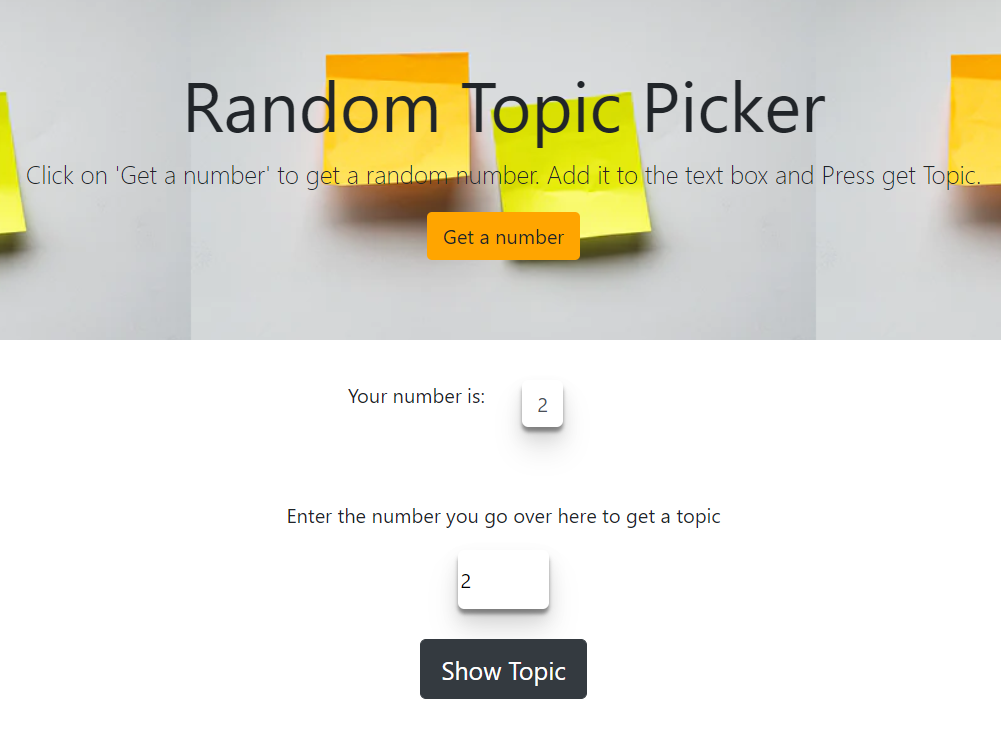 Random Topic Picker
Click on 'Get a number' to get a random number. Add it to the text box and Press get Topic.
Get a number
Your number is: 2
Enter the number you go over here to get a topic
2
Show Topic